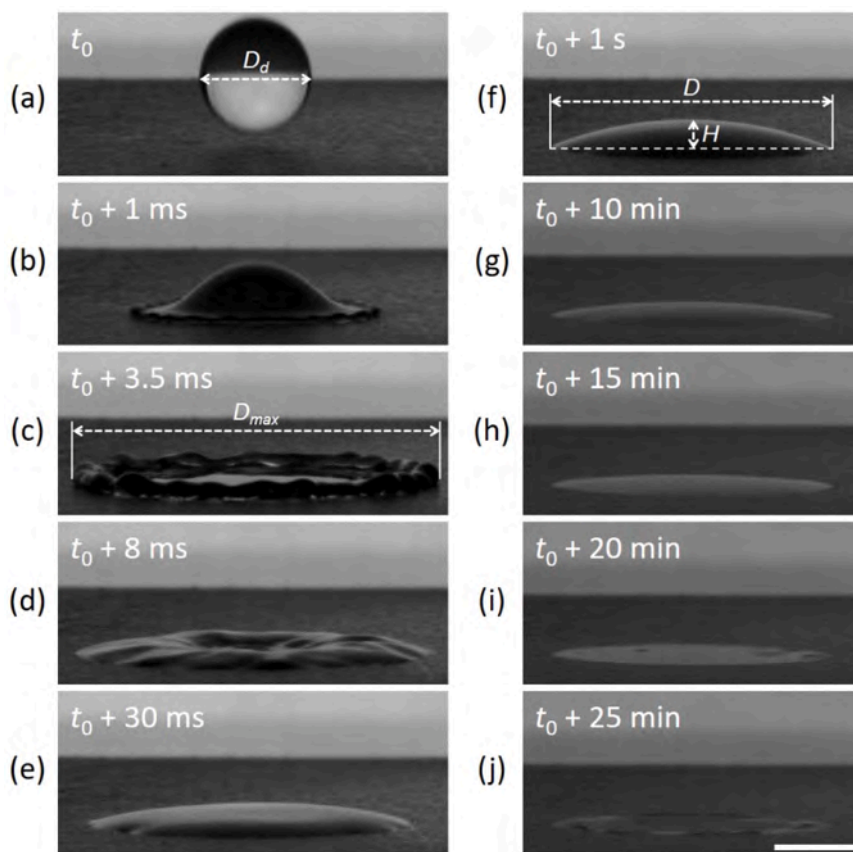 (a)
t0
Dd
(b)
t0 + 1 ms
(c)
t0 + 3.5 ms
Dmax
(d)
t0 + 8 ms
(e)
t0 + 30 ms
(f)
t0 + 1 s
D
H
(g)
t0 + 10 min
(h)
t0 + 15 min
(i)
t0 + 20 min
(j)
t0 + 25 min